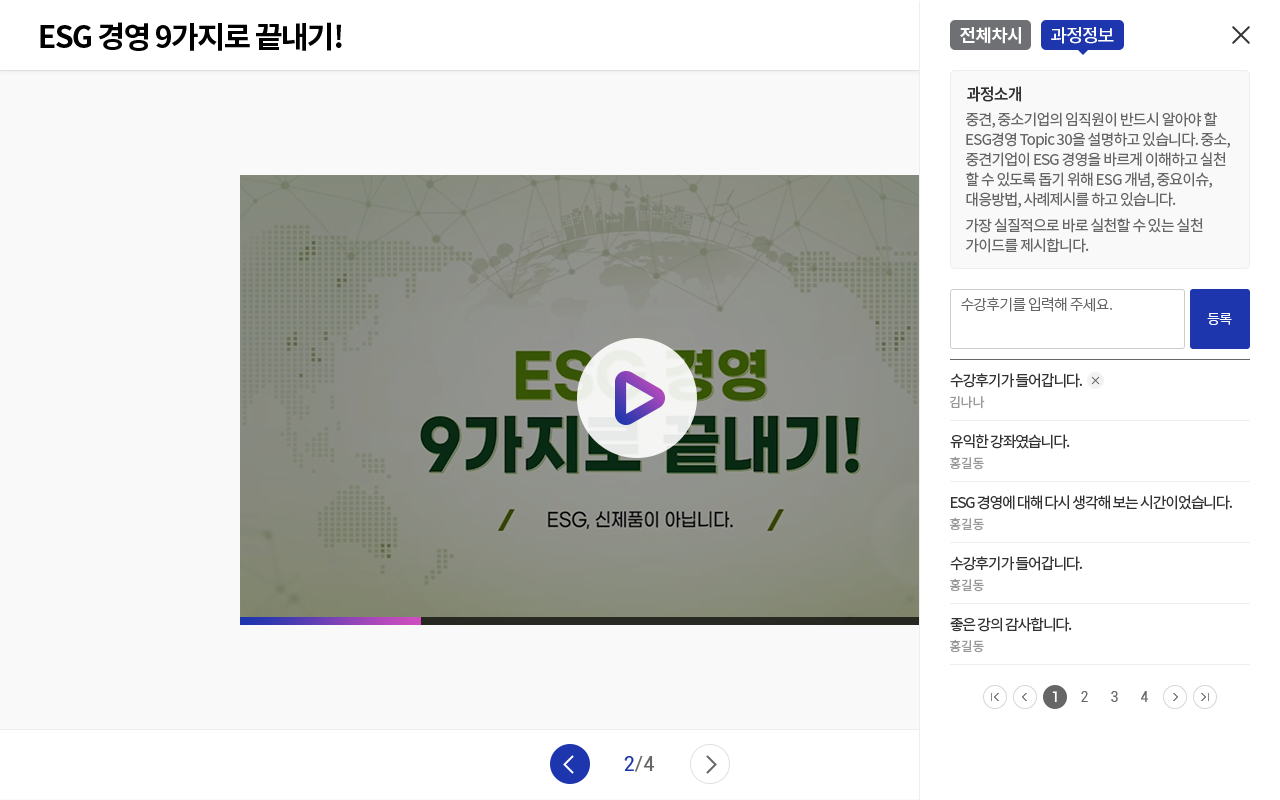 ESG 경영 9가지로 끝내기!
전체차시
과정정보
과정소개
중견, 중소기업의 임직원이 반드시 알아야 할
ESG경영 Topic 30을 설명하고 있습니다. 중소,
중견기업이 ESG 경영을 바르게 이해하고 실천
할 수 있도록 돕기 위해 ESG 개념, 중요이슈,
대응방법, 사례제시를 하고 있습니다.
가장 실질적으로 바로 실천할 수 있는 실천
가이드를 제시합니다.
수강후기를 입력해 주세요.
등록
수강후기가 들어갑니다.
김나나
유익한 강좌였습니다.
홍길동
ESG 경영에 대해 다시 생각해 보는 시간이었습니다.
홍길동
수강후기가 들어갑니다.
홍길동
좋은 강의 감사합니다.
홍길동
1 2 3 4
ESG 경영
9가지로 끝내기!
/ ESG, 신제품이 아닙니다. /
2/4